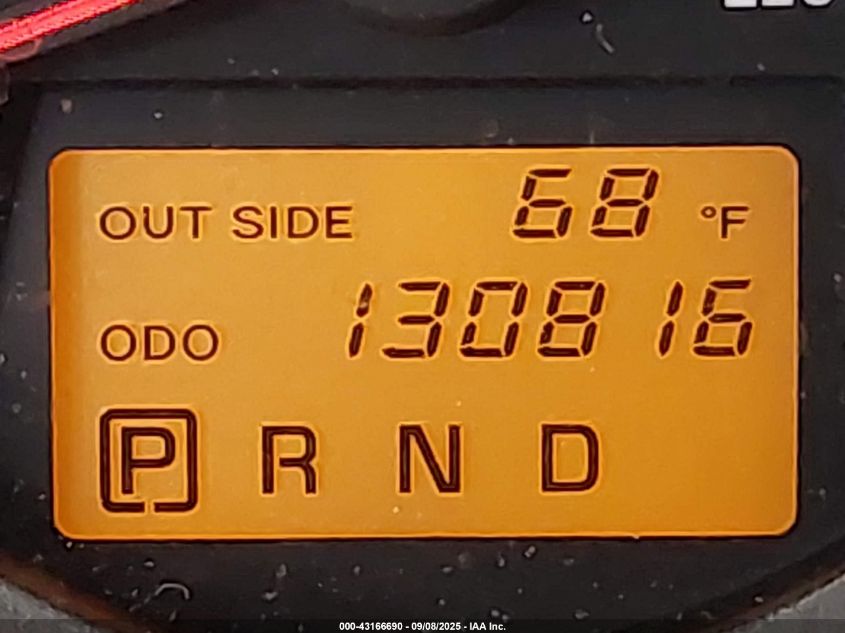 OUT SIDE 68 °F
ODO 130816
P R N D
000-43166690 - 09/08/2025 - IAA Inc.